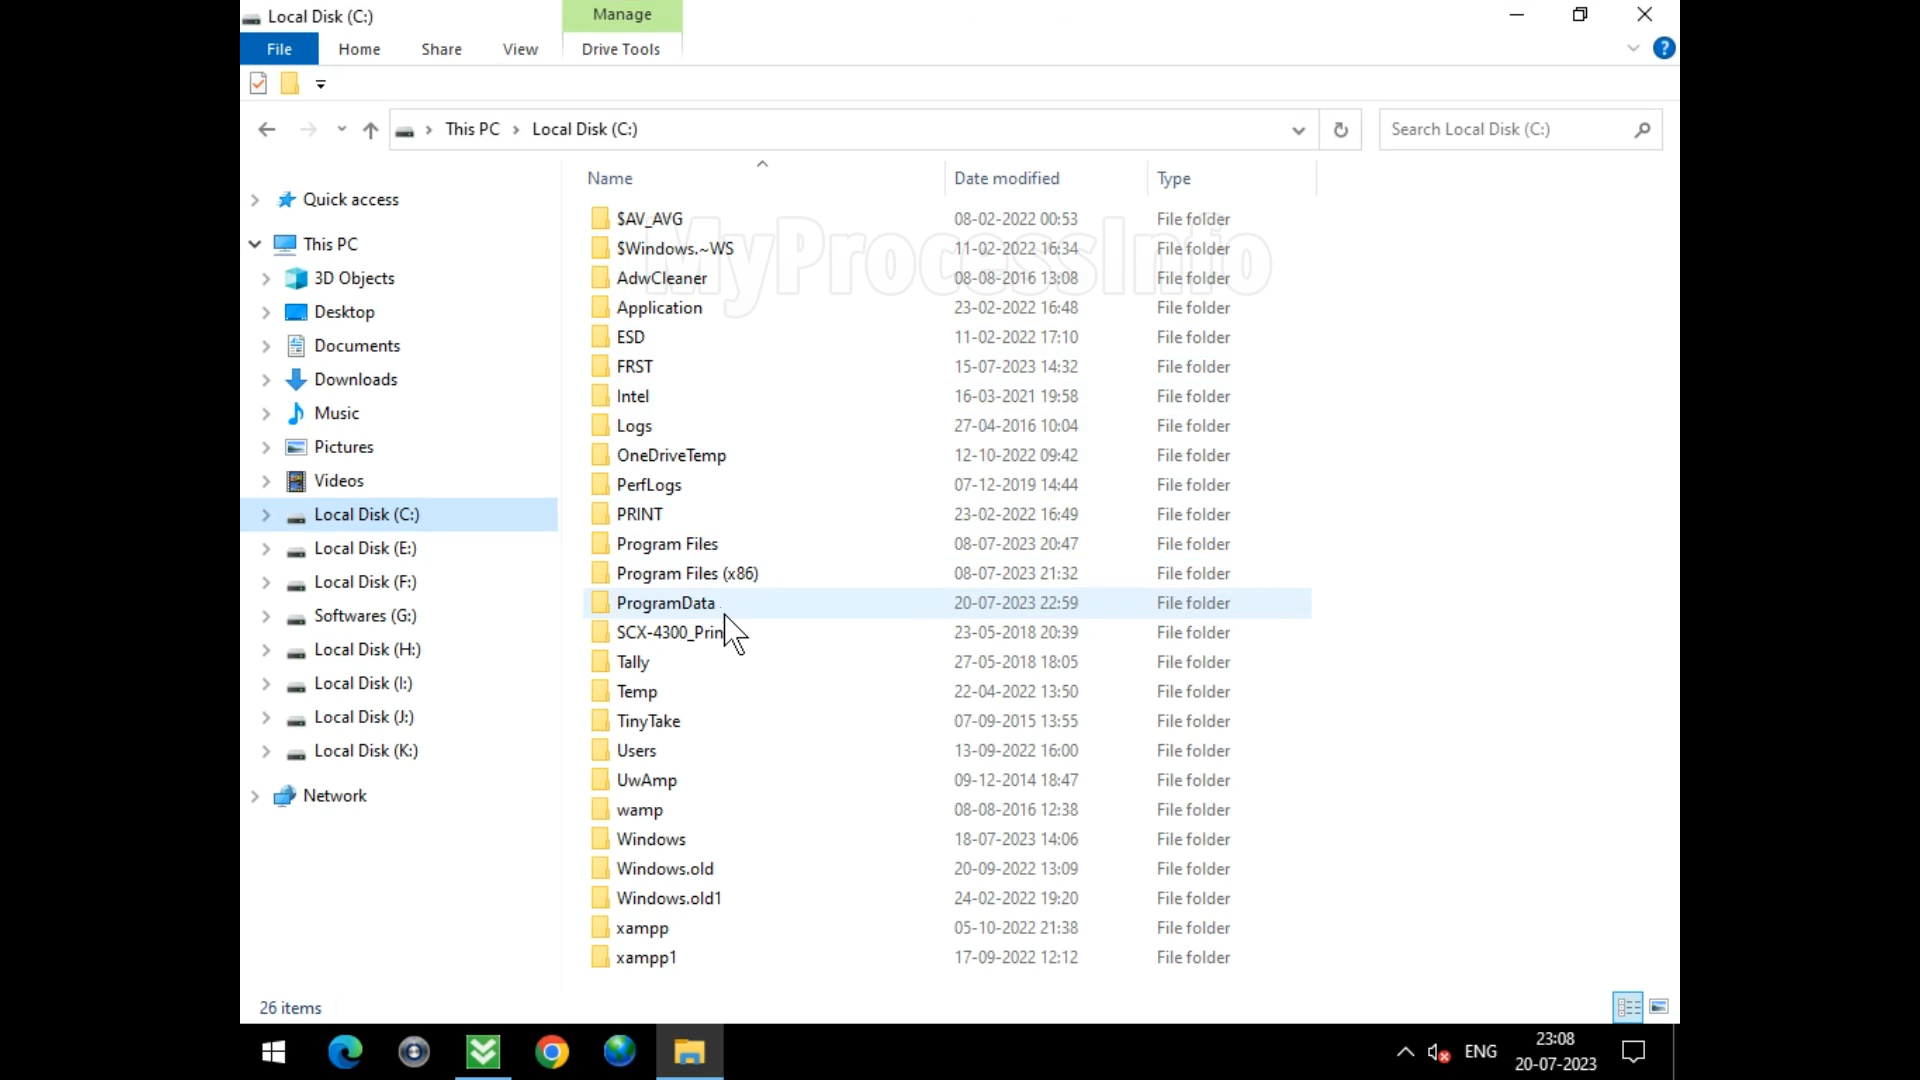 Local Disk (C:)
Manage
File
Home
Share
View
Drive Tools
?
This PC
Local Disk (C:)
Search Local Disk (C:)
Name
Date modified
Type
MyProcessInfo
Quick access
This PC
3D Objects
Desktop
Documents
Downloads
Music
Pictures
Videos
Local Disk (C:)
Local Disk (E:)
Local Disk (F:)
Softwares (G:)
Local Disk (H:)
Local Disk (I:)
Local Disk (J:)
Local Disk (K:)
Network
$AV_AVG 08-02-2022 00:53 File folder
$Windows.~WS 11-02-2022 16:34 File folder
AdwCleaner 08-08-2016 13:08 File folder
Application 23-02-2022 16:48 File folder
ESD 11-02-2022 17:10 File folder
FRST 15-07-2023 14:32 File folder
Intel 16-03-2021 19:58 File folder
Logs 27-04-2016 10:04 File folder
OneDriveTemp 12-10-2022 09:42 File folder
PerfLogs 07-12-2019 14:44 File folder
PRINT 23-02-2022 16:49 File folder
Program Files 08-07-2023 20:47 File folder
Program Files (x86) 08-07-2023 21:32 File folder
ProgramData 20-07-2023 22:59 File folder
SCX-4300_Prin 23-05-2018 20:39 File folder
Tally 27-05-2018 18:05 File folder
Temp 22-04-2022 13:50 File folder
TinyTake 07-09-2015 13:55 File folder
Users 13-09-2022 16:00 File folder
UwAmp 09-12-2014 18:47 File folder
wamp 08-08-2016 12:38 File folder
Windows 18-07-2023 14:06 File folder
Windows.old 20-09-2022 13:09 File folder
Windows.old1 24-02-2022 19:20 File folder
xampp 05-10-2022 21:38 File folder
xampp1 17-09-2022 12:12 File folder
26 items
ENG
23:08
20-07-2023